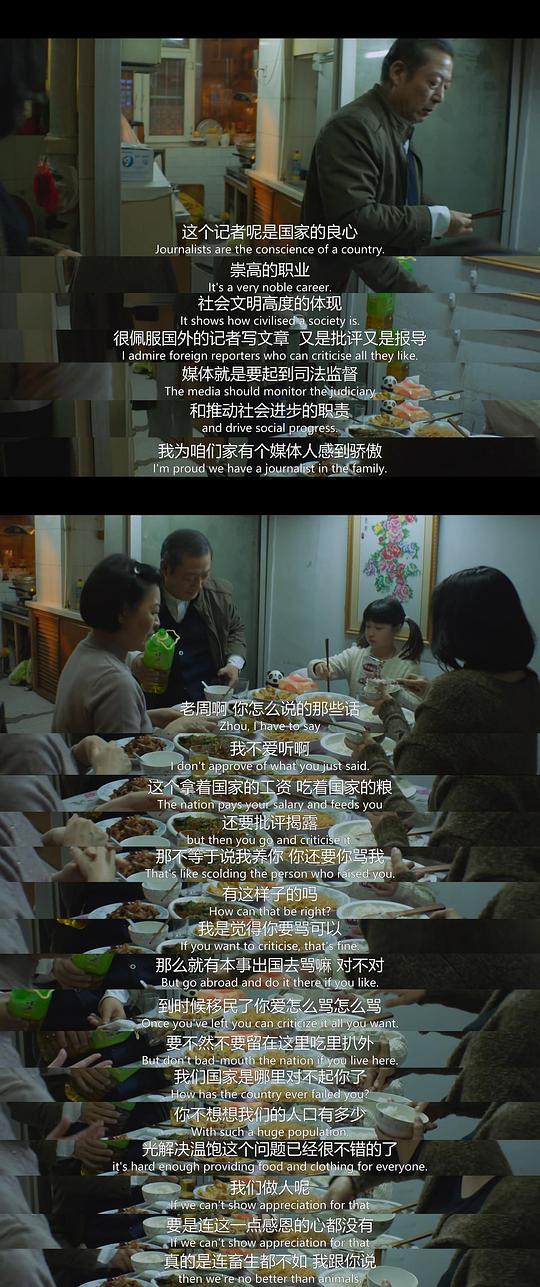 这个记者呢是国家的良心
Journalists are the conscience of a country.
崇高的职业
It's a very noble career.
社会文明高度的体现
It shows how civilised a society is.
很佩服国外的记者写文章 又是批评又是报导
I admire foreign reporters who can criticise all they like.
媒体就是要起到司法监督
The media should monitor the judiciary
和推动社会进步的职责
and drive social progress.
我为咱们家有个媒体人感到骄傲
I'm proud we have a journalist in the family.
老周啊 你怎么说的那些话
Zhou, I have to say
我不爱听啊
I don't approve of what you just said.
这个拿着国家的工资 吃着国家的粮
The nation pays your salary and feeds you
还要批评揭露
but then you go and criticise it.
那不等于说我养你 你还要你骂我
That's like scolding the person who raised you.
有这样子的吗
How can that be right?
我是觉得你要骂可以
If you want to criticise, that's fine.
那么就有本事出国去骂嘛 对不对
But go abroad and do it there if you like.
到时候移民了你爱怎么骂怎么骂
Once you've left you can criticize it all you want.
要不然不要留在这里吃里扒外
But don't bad-mouth the nation if you live here.
我们国家是哪里对不起你了
How has the country ever failed you?
你不想想我们的人口有多少
With such a huge population,
光解决温饱这个问题已经很不错的了
it's hard enough providing food and clothing for everyone.
我们做人呢
If we can't show appreciation for that
要是连这一点感恩的心都没有
If we can't show appreciation for that
真的是连畜生都不如 我跟你说
then we're no better than animals.